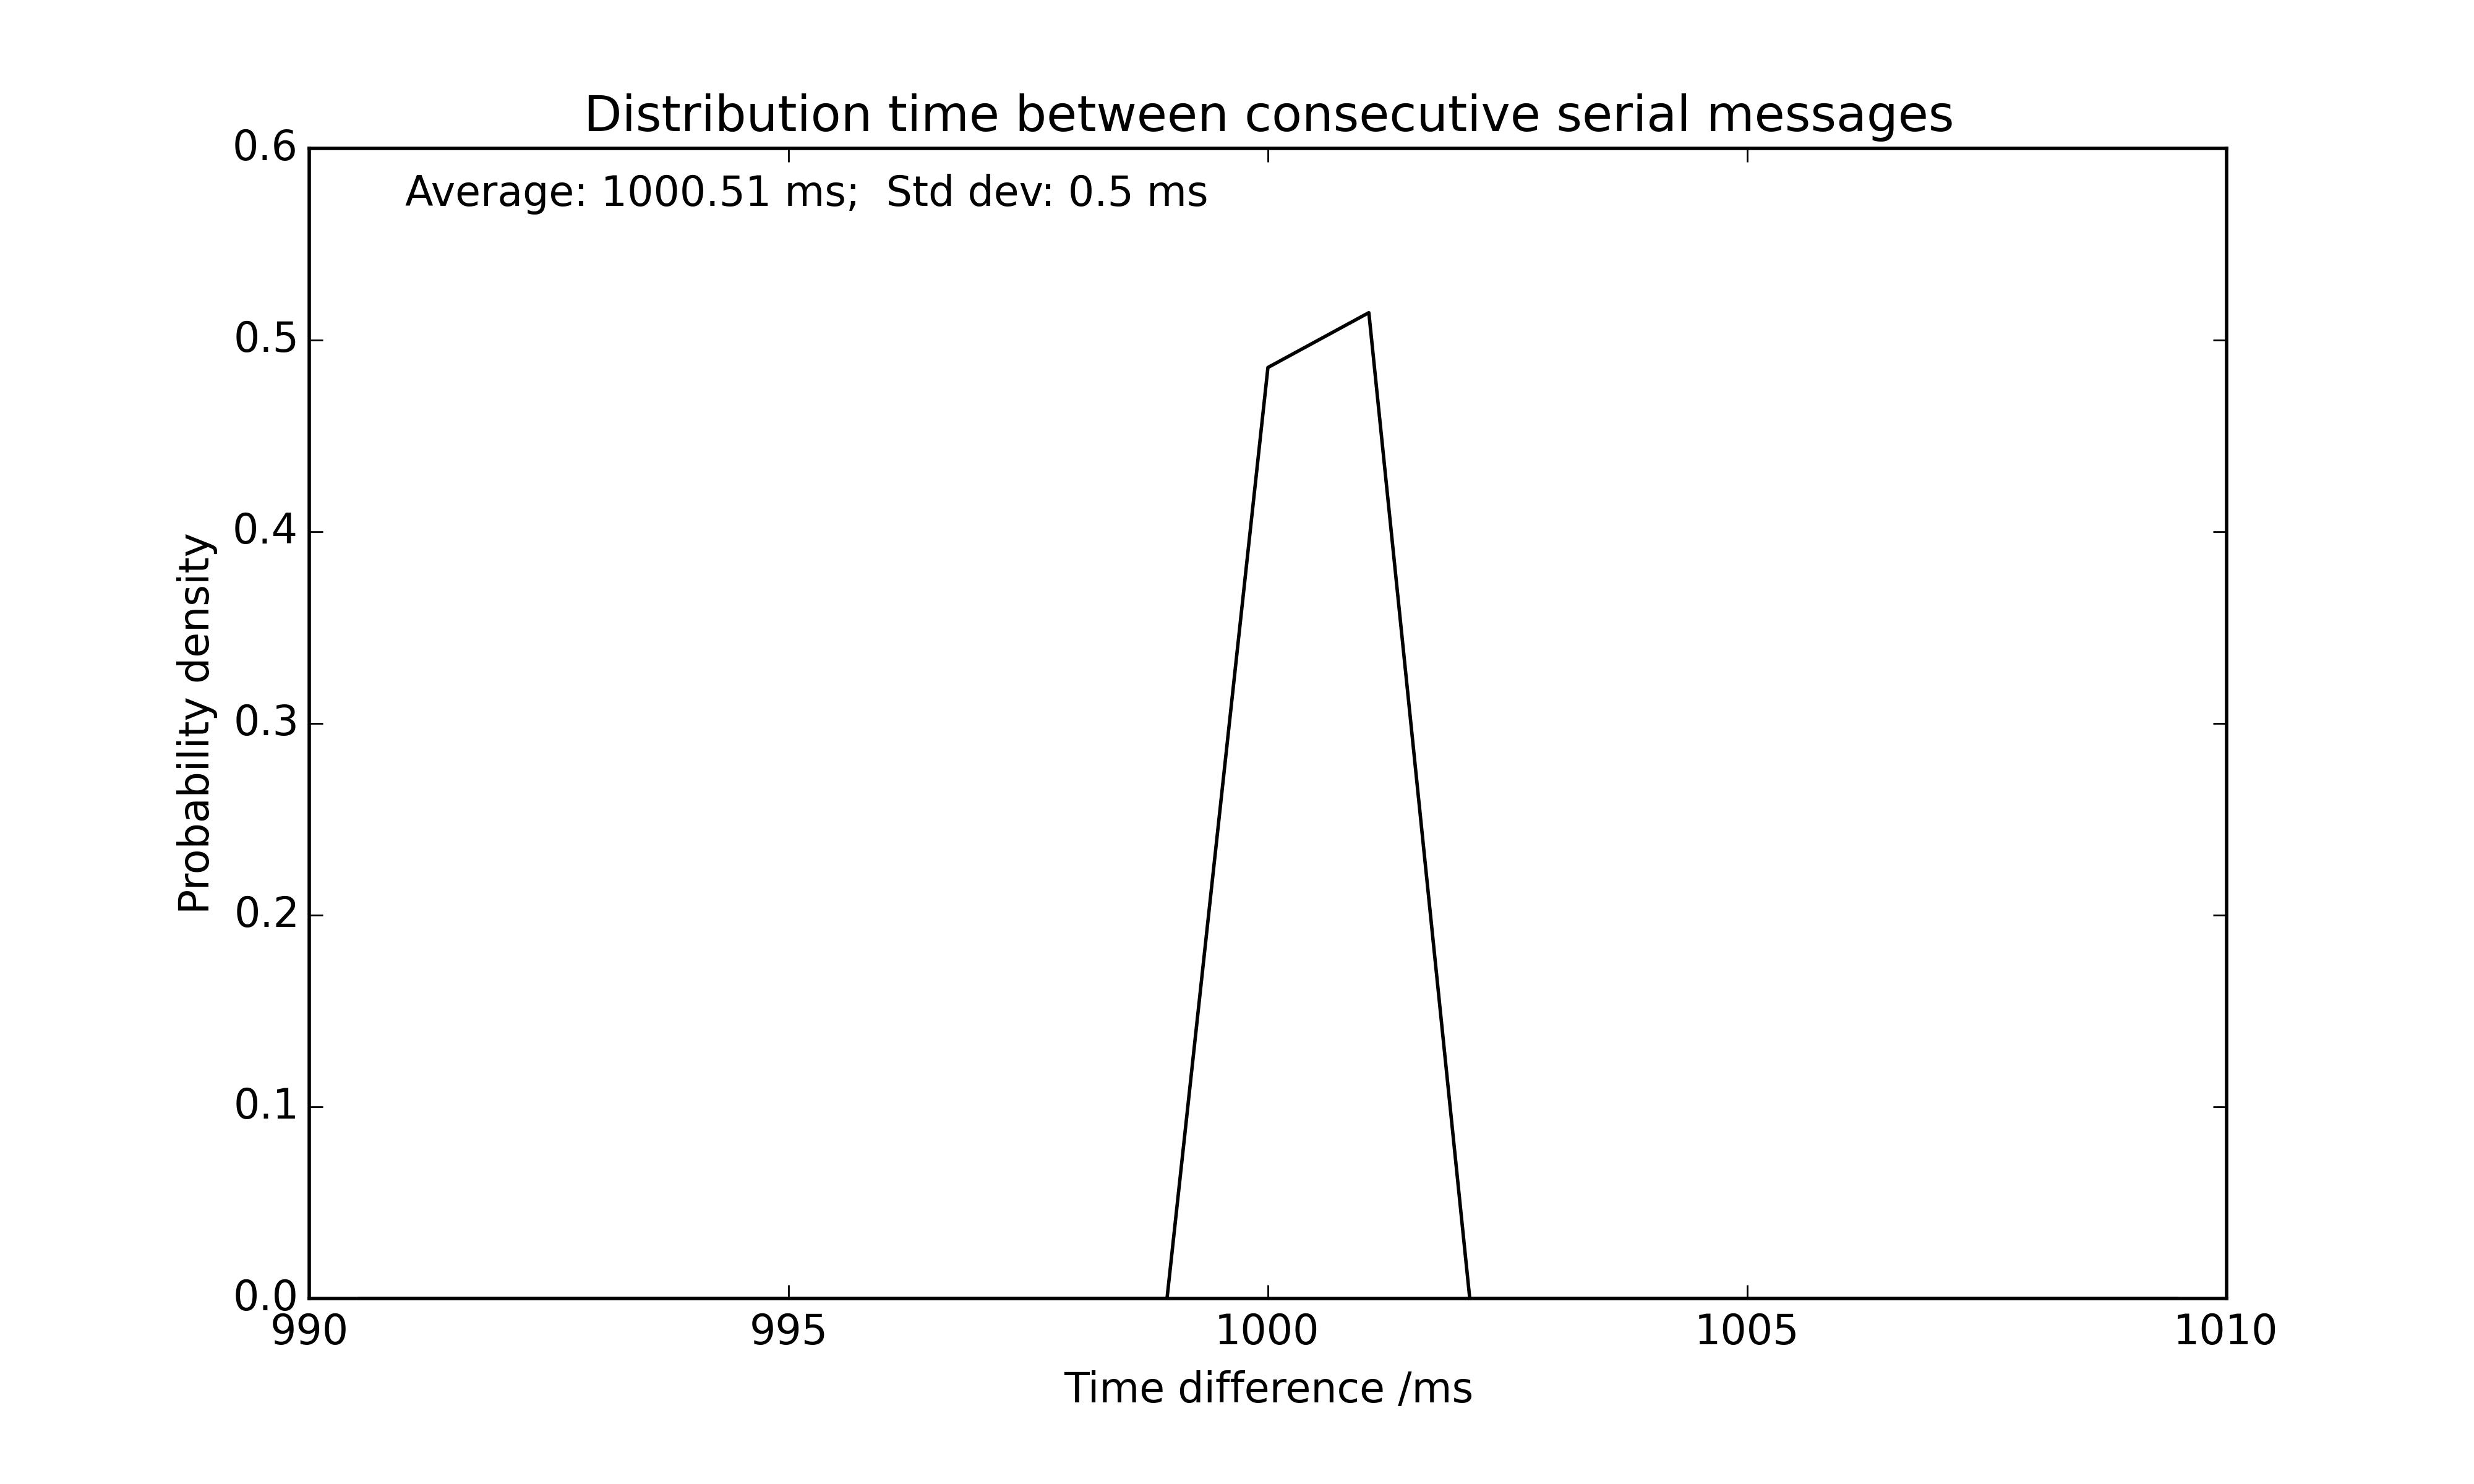 Distribution time between consecutive serial messages
Average: 1000.51 ms;  Std dev: 0.5 ms
0.6
0.5
0.4
0.3
0.2
0.1
0.0
Probability density
990 995 1000 1005 1010
Time difference /ms